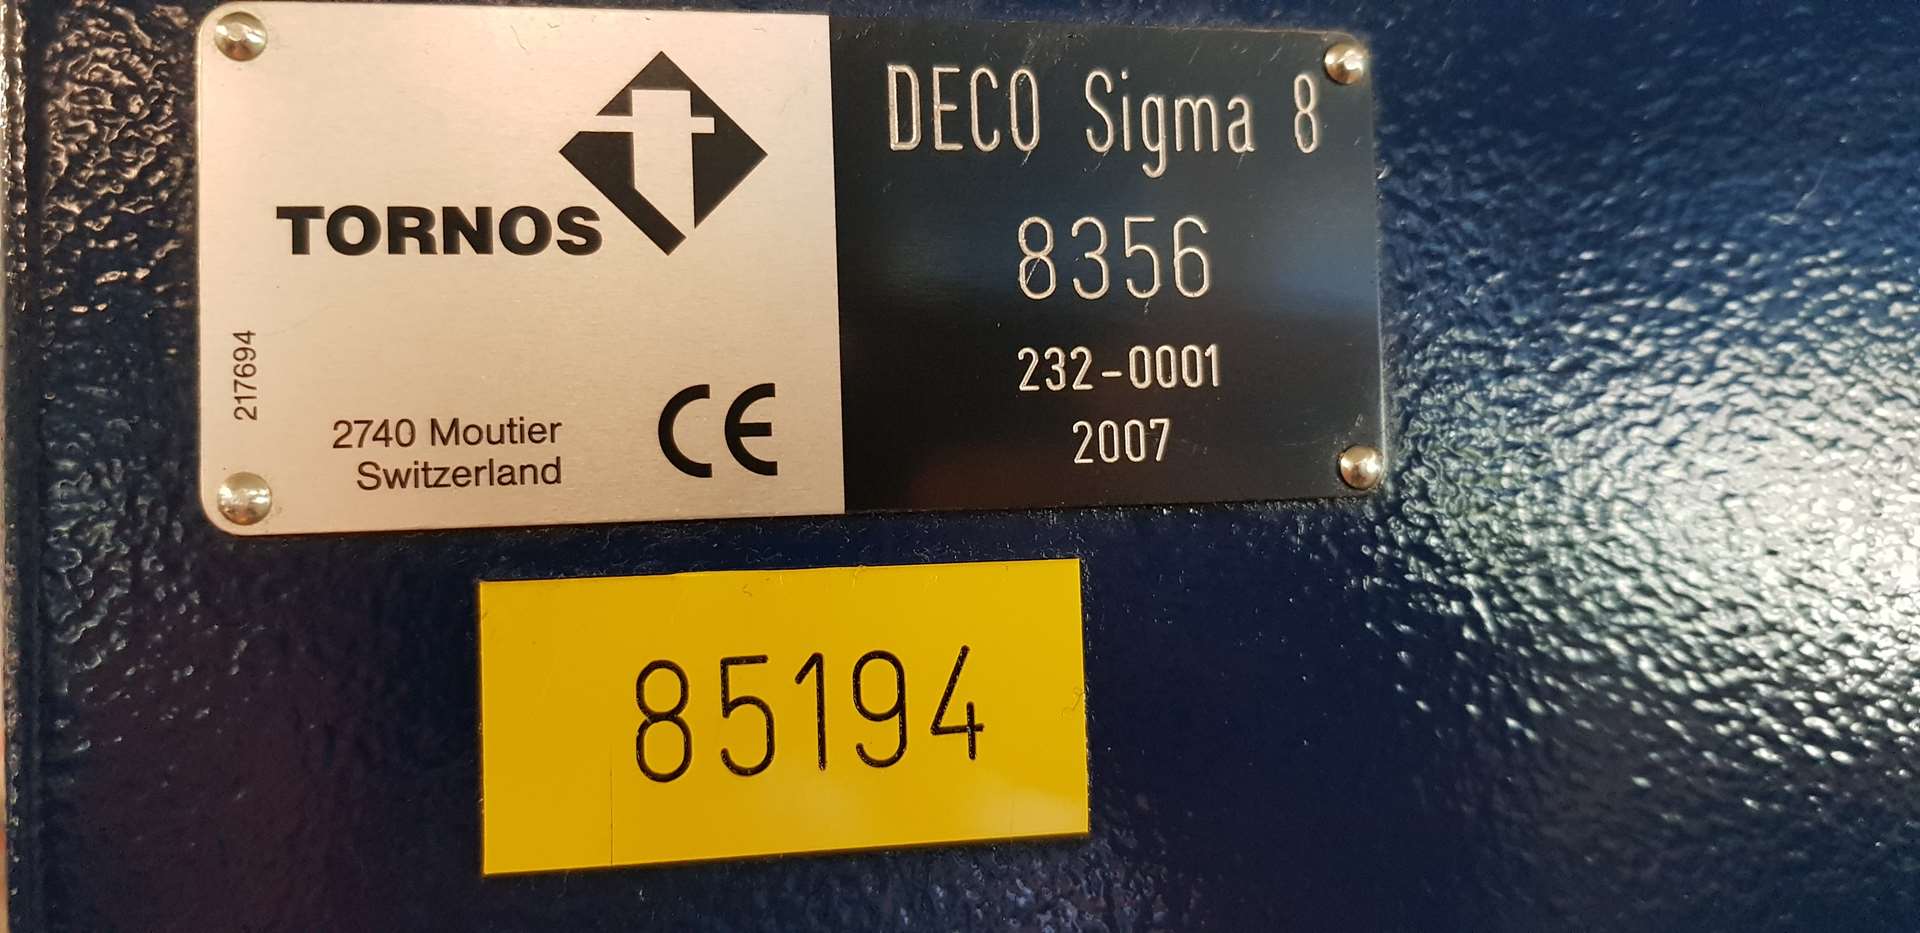 TORNOS
217694
2740 Moutier
Switzerland
CE
DECO Sigma 8
8356
232-0001
2007
85194